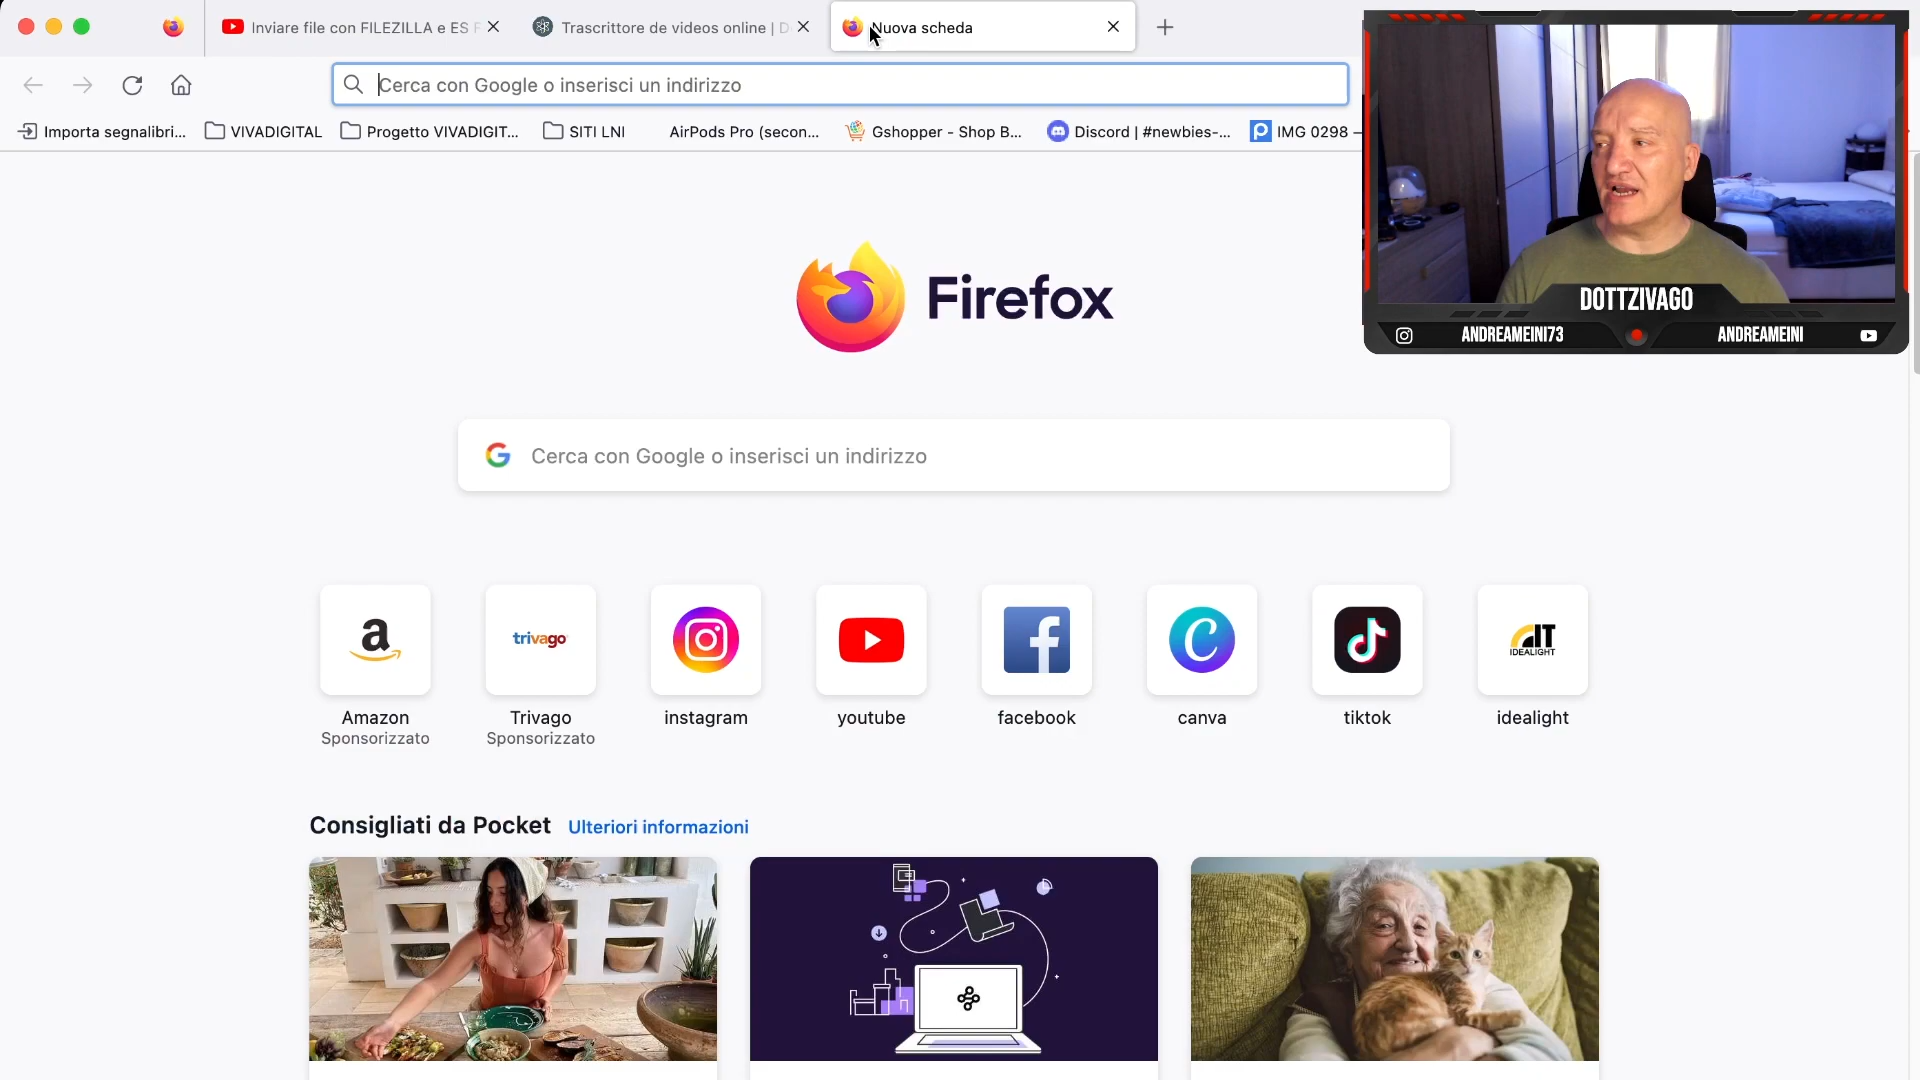 Inviare file con FILEZILLA e ES F
Trascrittore de videos online | D
Nuova scheda
Cerca con Google o inserisci un indirizzo
Importa segnalibri...
VIVADIGITAL
Progetto VIVADIGIT...
SITI LNI
AirPods Pro (secon...
Gshopper - Shop B...
Discord | #newbies-...
IMG 0298 –
DOTTZIVAGO
ANDREAMEINI73
ANDREAMEINI
Firefox
Cerca con Google o inserisci un indirizzo
a
trivago
IT
IDEALIGHT
Amazon
Sponsorizzato
Trivago
Sponsorizzato
instagram
youtube
facebook
canva
tiktok
idealight
Consigliati da Pocket
Ulteriori informazioni